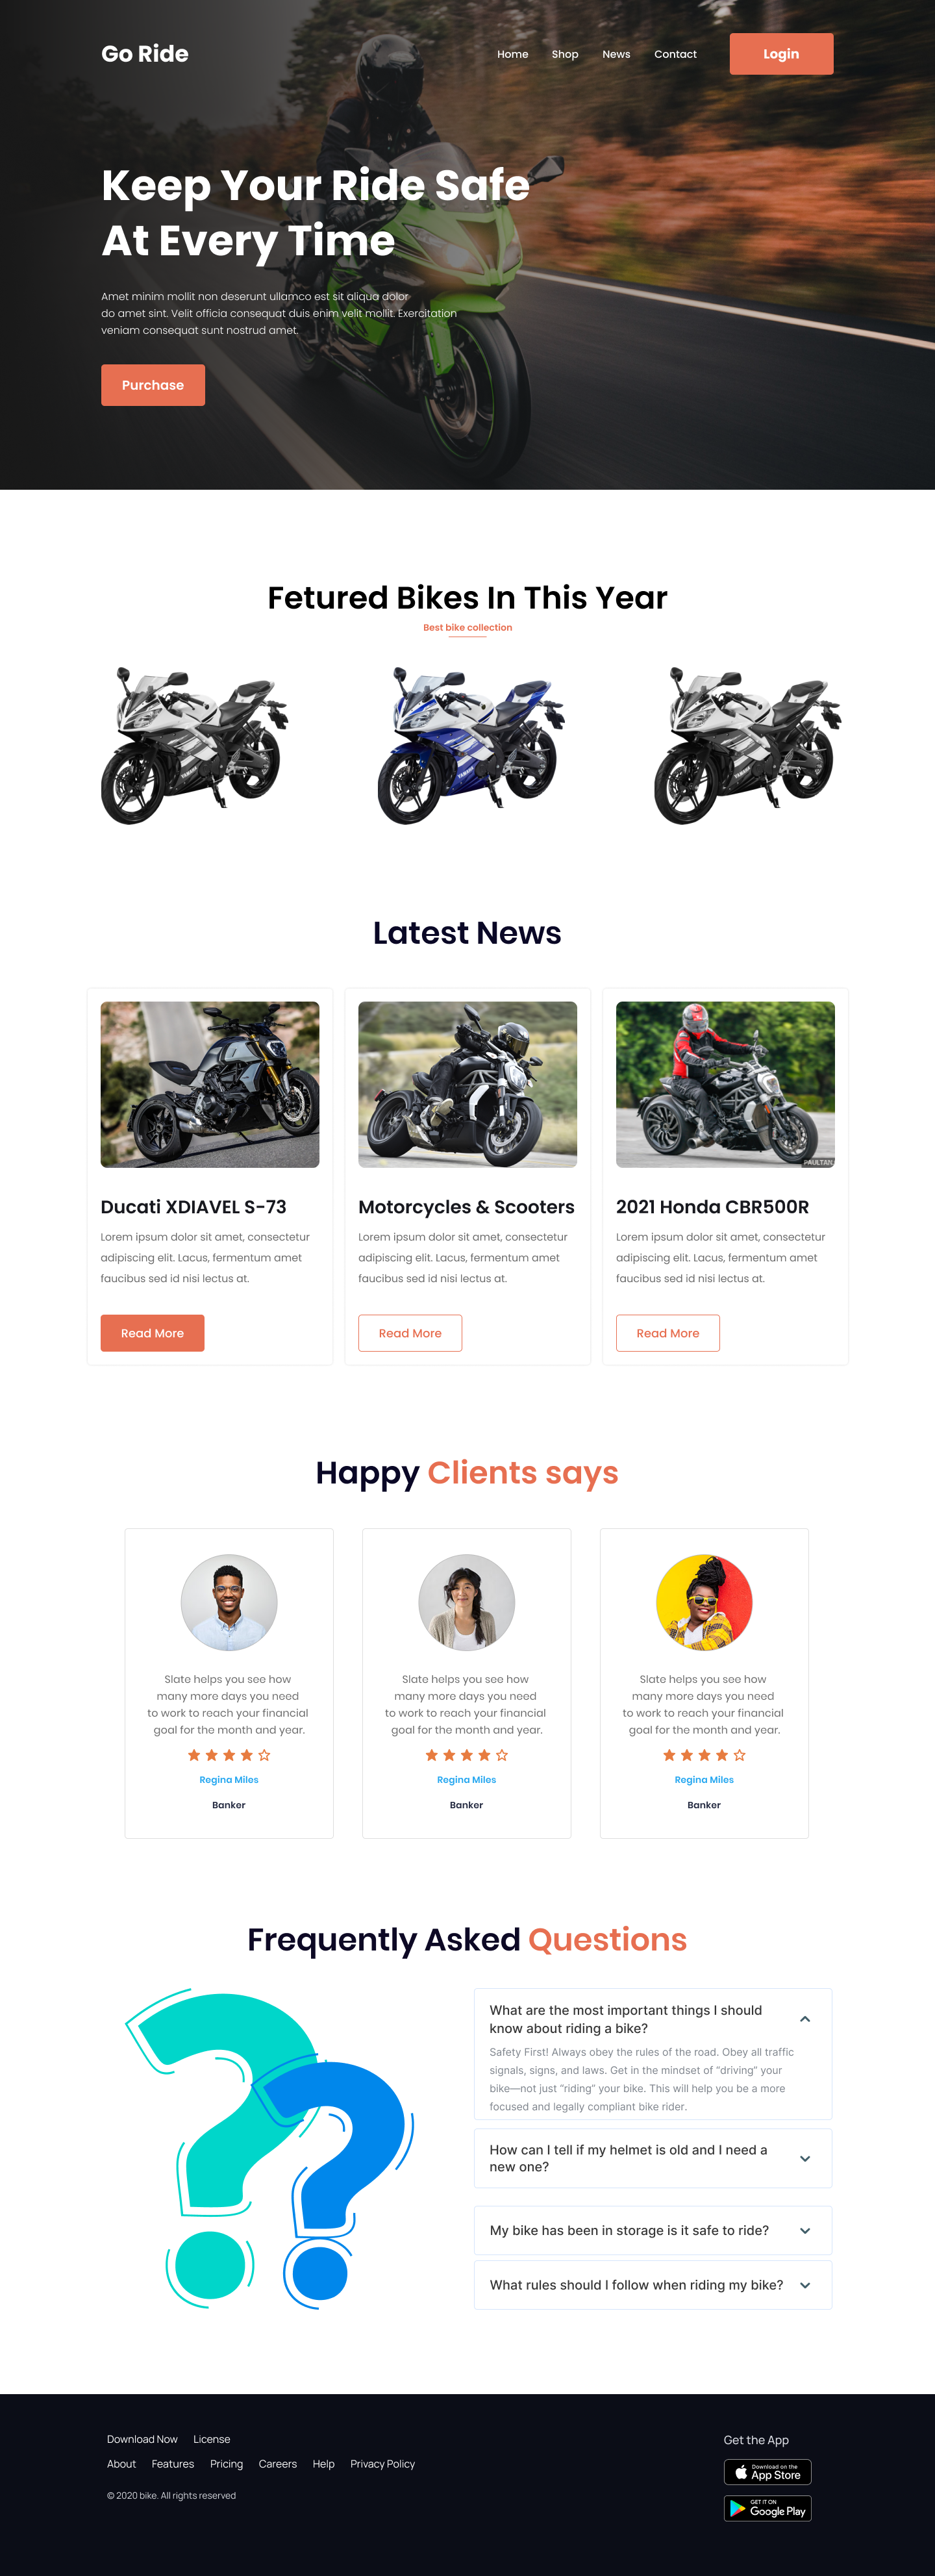 Go Ride
Home Shop News Contact Login
Keep Your Ride Safe
At Every Time
Amet minim mollit non deserunt ullamco est sit aliqua dolor
do amet sint. Velit officia consequat duis enim velit mollit. Exercitation
veniam consequat sunt nostrud amet.
Purchase
Fetured Bikes In This Year
Best bike collection
YAMAHA
YAMAHA
YAMAHA
Latest News
PAULTAN
Ducati XDIAVEL S-73
Lorem ipsum dolor sit amet, consectetur
adipiscing elit. Lacus, fermentum amet
faucibus sed id nisi lectus at.
Read More
Motorcycles & Scooters
Lorem ipsum dolor sit amet, consectetur
adipiscing elit. Lacus, fermentum amet
faucibus sed id nisi lectus at.
Read More
2021 Honda CBR500R
Lorem ipsum dolor sit amet, consectetur
adipiscing elit. Lacus, fermentum amet
faucibus sed id nisi lectus at.
Read More
Happy Clients says
Slate helps you see how
many more days you need
to work to reach your financial
goal for the month and year.
Regina Miles
Banker
Slate helps you see how
many more days you need
to work to reach your financial
goal for the month and year.
Regina Miles
Banker
Slate helps you see how
many more days you need
to work to reach your financial
goal for the month and year.
Regina Miles
Banker
Frequently Asked Questions
What are the most important things I should
know about riding a bike?
Safety First! Always obey the rules of the road. Obey all traffic
signals, signs, and laws. Get in the mindset of “driving” your
bike—not just “riding” your bike. This will help you be a more
focused and legally compliant bike rider.
How can I tell if my helmet is old and I need a
new one?
My bike has been in storage is it safe to ride?
What rules should I follow when riding my bike?
Download Now License
About Features Pricing Careers Help Privacy Policy
© 2020 bike. All rights reserved
Get the App
Download on the
App Store
GET IT ON
Google Play